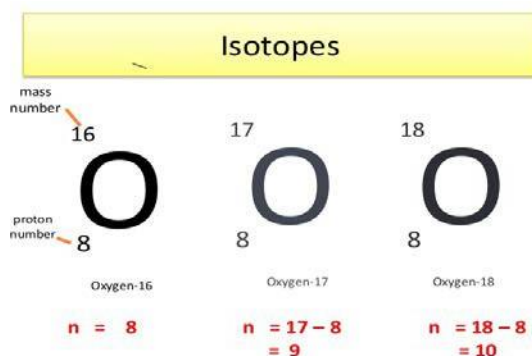 Isotopes
mass
number
16
O
8
proton
number
Oxygen-16
n = 8
17
O
8
Oxygen-17
n = 17 – 8
= 9
18
O
8
Oxygen-18
n = 18 – 8
= 10